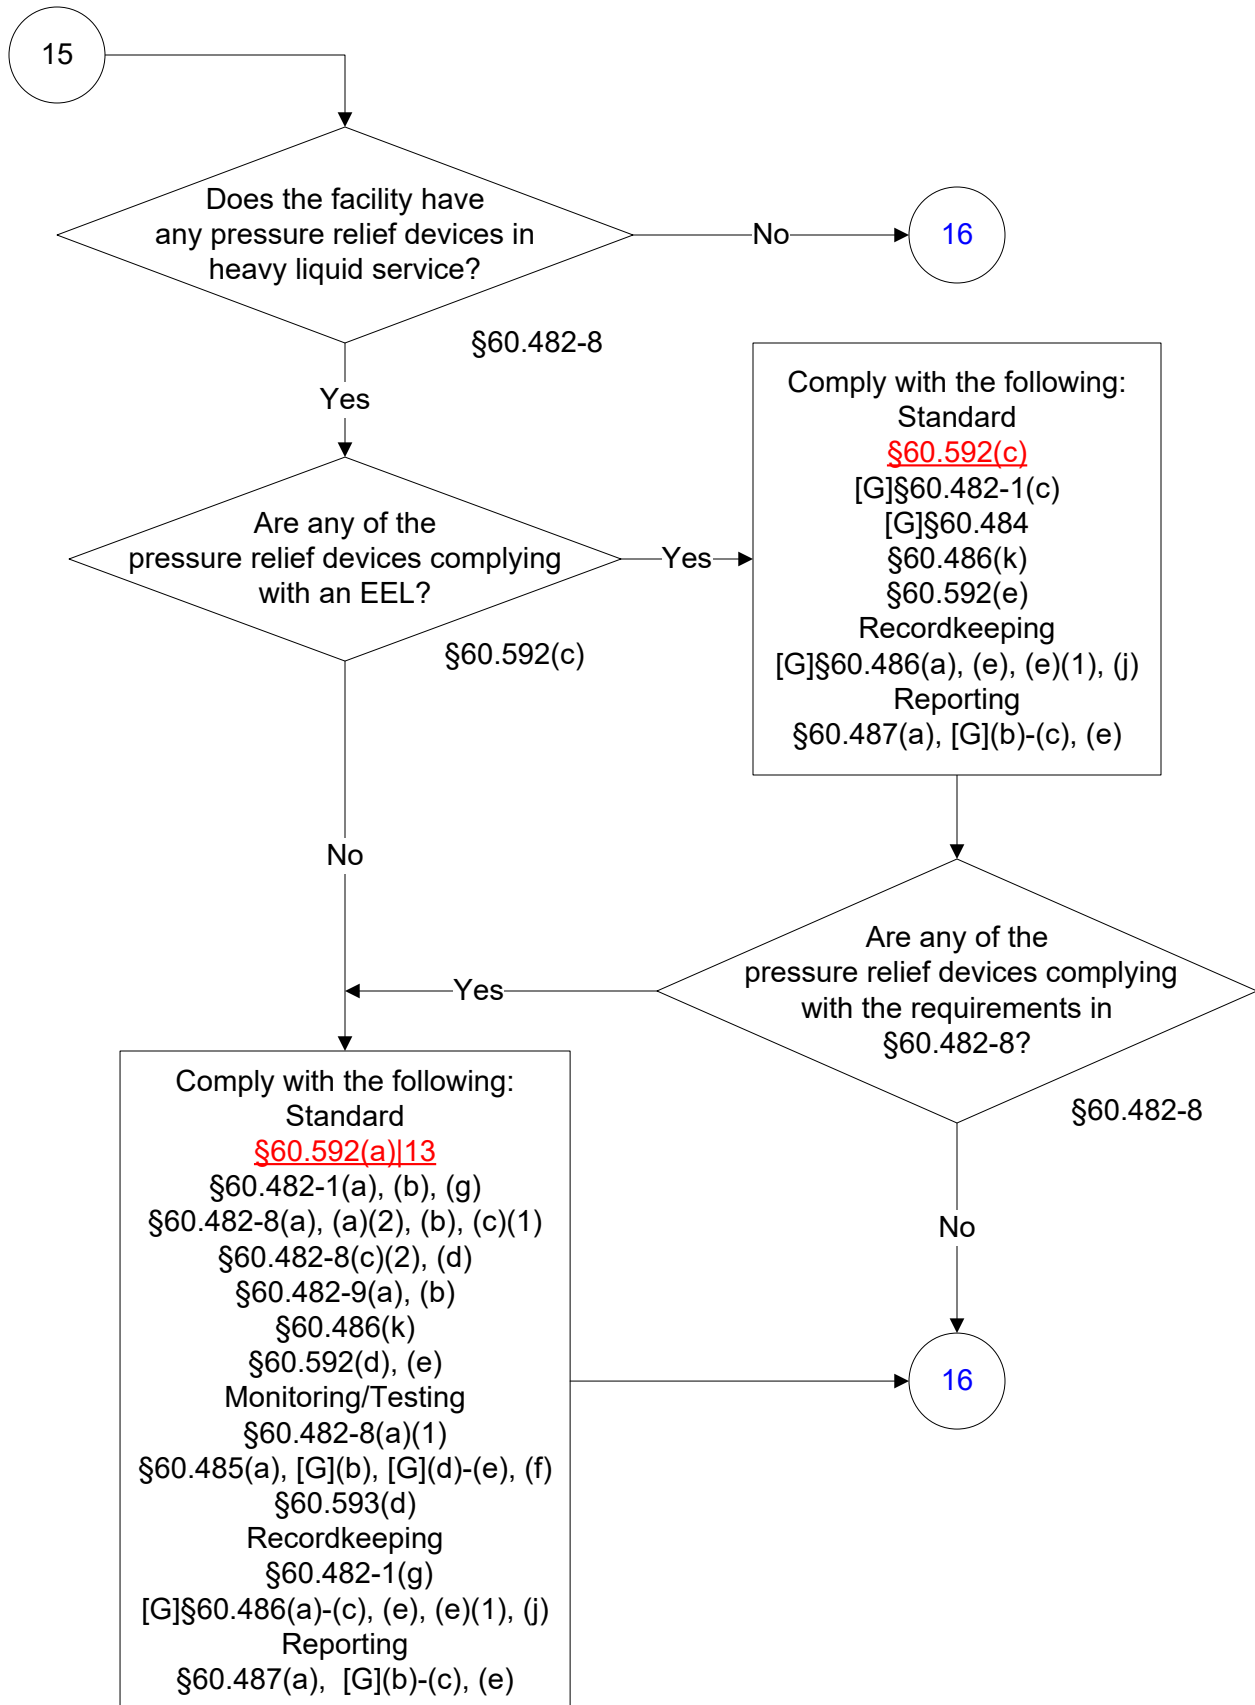 15
Does the facility have
any pressure relief devices in
heavy liquid service?
No
16
§60.482-8
Yes
Are any of the
pressure relief devices complying
with an EEL?
Yes
§60.592(c)
Comply with the following:
Standard
§60.592(c)
[G]§60.482-1(c)
[G]§60.484
§60.486(k)
§60.592(e)
Recordkeeping
[G]§60.486(a), (e), (e)(1), (j)
Reporting
§60.487(a), [G](b)-(c), (e)
No
Are any of the
pressure relief devices complying
with the requirements in
§60.482-8?
Yes
§60.482-8
No
16
Comply with the following:
Standard
§60.592(a)|13
§60.482-1(a), (b), (g)
§60.482-8(a), (a)(2), (b), (c)(1)
§60.482-8(c)(2), (d)
§60.482-9(a), (b)
§60.486(k)
§60.592(d), (e)
Monitoring/Testing
§60.482-8(a)(1)
§60.485(a), [G](b), [G](d)-(e), (f)
§60.593(d)
Recordkeeping
§60.482-1(g)
[G]§60.486(a)-(c), (e), (e)(1), (j)
Reporting
§60.487(a), [G](b)-(c), (e)